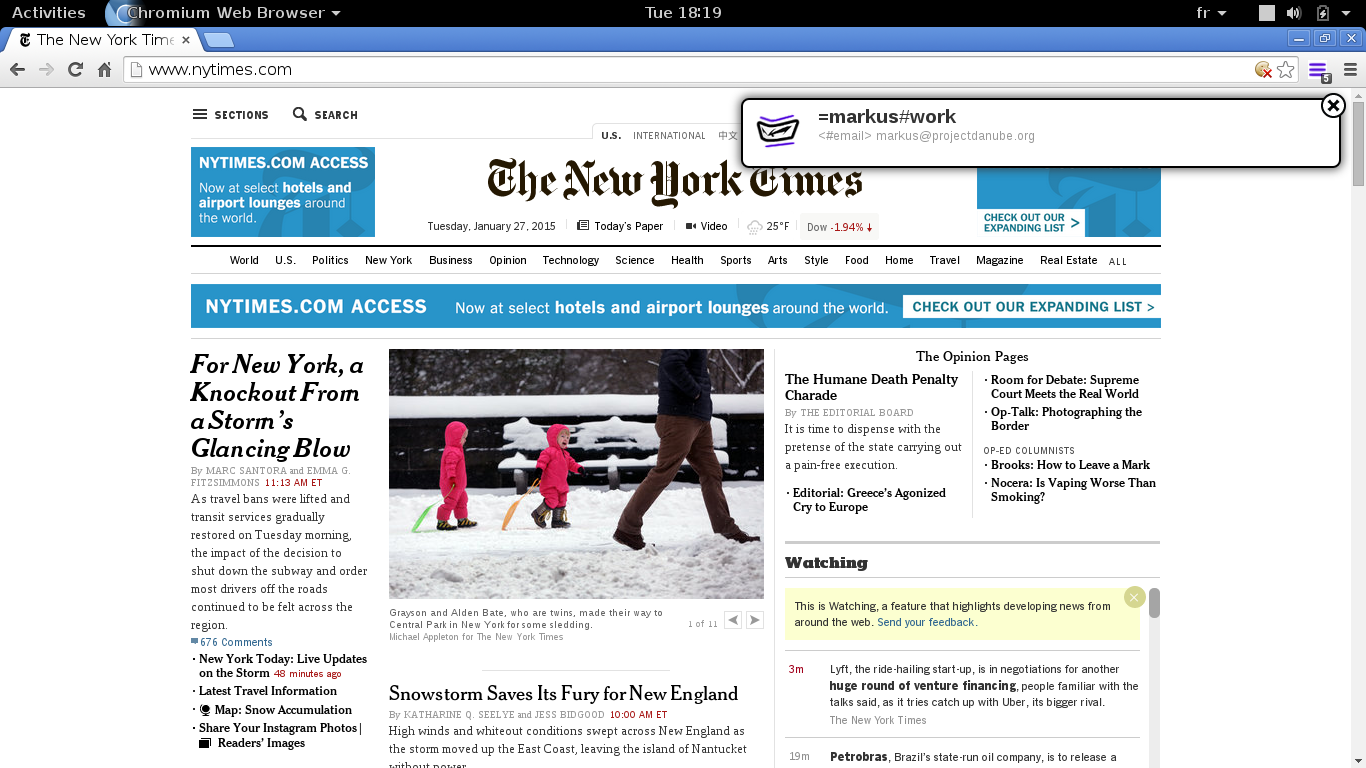 Activities Chromium Web Browser Tue 18:19 fr
The New York Time
www.nytimes.com
5
=markus#work
<#email> markus@projectdanube.org
SECTIONS SEARCH
U.S. INTERNATIONAL 中文
NYTIMES.COM ACCESS
Now at select hotels and
airport lounges around
the world.
The New York Times
CHECK OUT OUR
EXPANDING LIST >
Tuesday, January 27, 2015 Today's Paper Video 25°F Dow -1.94%
World U.S. Politics New York Business Opinion Technology Science Health Sports Arts Style Food Home Travel Magazine Real Estate ALL
NYTIMES.COM ACCESS Now at select hotels and airport lounges around the world. CHECK OUT OUR EXPANDING LIST >
For New York, a
Knockout From
a Storm's
Glancing Blow
By MARC SANTORA and EMMA G.
FITZSIMMONS 11:13 AM ET
As travel bans were lifted and
transit services gradually
restored on Tuesday morning,
the impact of the decision to
shut down the subway and order
most drivers off the roads
continued to be felt across the
region.
676 Comments
· New York Today: Live Updates
on the Storm 48 minutes ago
· Latest Travel Information
· Map: Snow Accumulation
· Share Your Instagram Photos |
Readers' Images
Grayson and Alden Bate, who are twins, made their way to
Central Park in New York for some sledding.
Michael Appleton for The New York Times
1 of 11
Snowstorm Saves Its Fury for New England
By KATHARINE Q. SEELYE and JESS BIDGOOD 10:00 AM ET
High winds and whiteout conditions swept across New England as
the storm moved up the East Coast, leaving the island of Nantucket
without power.
The Opinion Pages
The Humane Death Penalty
Charade
By THE EDITORIAL BOARD
It is time to dispense with the
pretense of the state carrying out
a pain-free execution.
· Editorial: Greece's Agonized
Cry to Europe
· Room for Debate: Supreme
Court Meets the Real World
· Op-Talk: Photographing the
Border
OP-ED COLUMNISTS
· Brooks: How to Leave a Mark
· Nocera: Is Vaping Worse Than
Smoking?
Watching
This is Watching, a feature that highlights developing news from
around the web. Send your feedback.
3m Lyft, the ride-hailing start-up, is in negotiations for another
huge round of venture financing, people familiar with the
talks said, as it tries catch up with Uber, its bigger rival.
The New York Times
19m Petrobras, Brazil's state-run oil company, is to release a